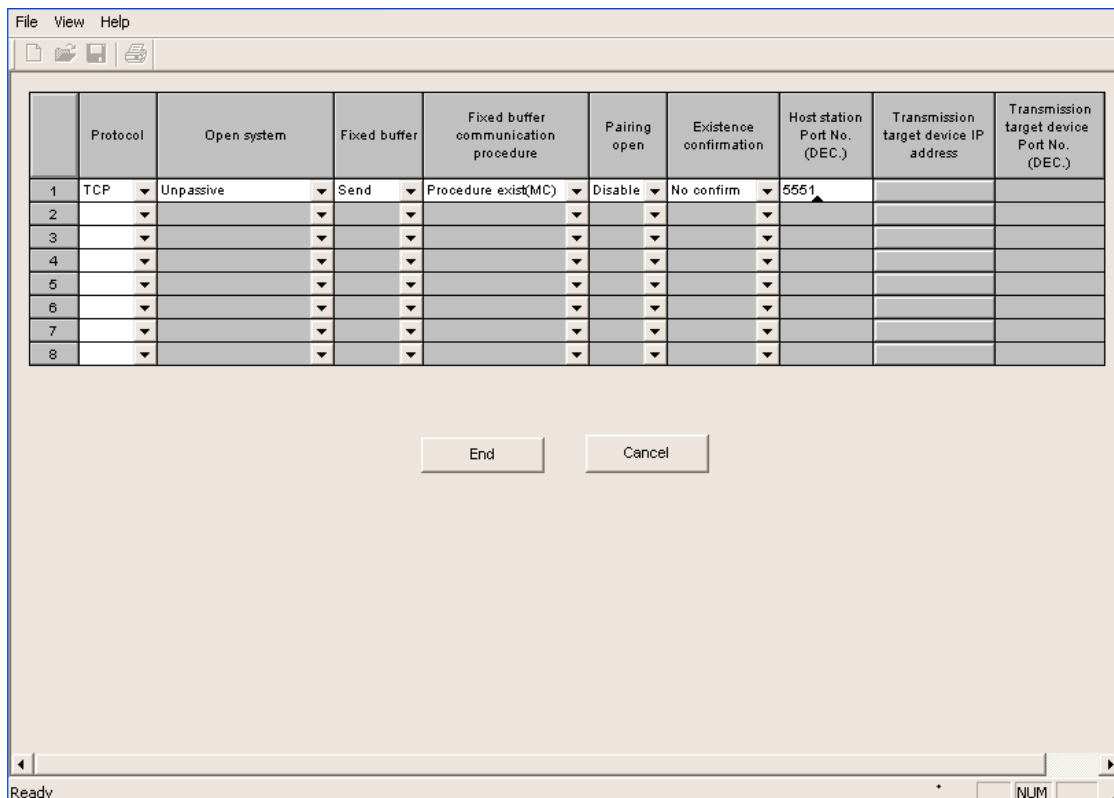 File View Help
Protocol
Open system
Fixed buffer
Fixed buffer
communication
procedure
Pairing
open
Existence
confirmation
Host station
Port No.
(DEC.)
Transmission
target device IP
address
Transmission
target device
Port No.
(DEC.)
1 TCP Unpassive Send Procedure exist(MC) Disable No confirm 5551
2
3
4
5
6
7
8
End Cancel
Ready NUM